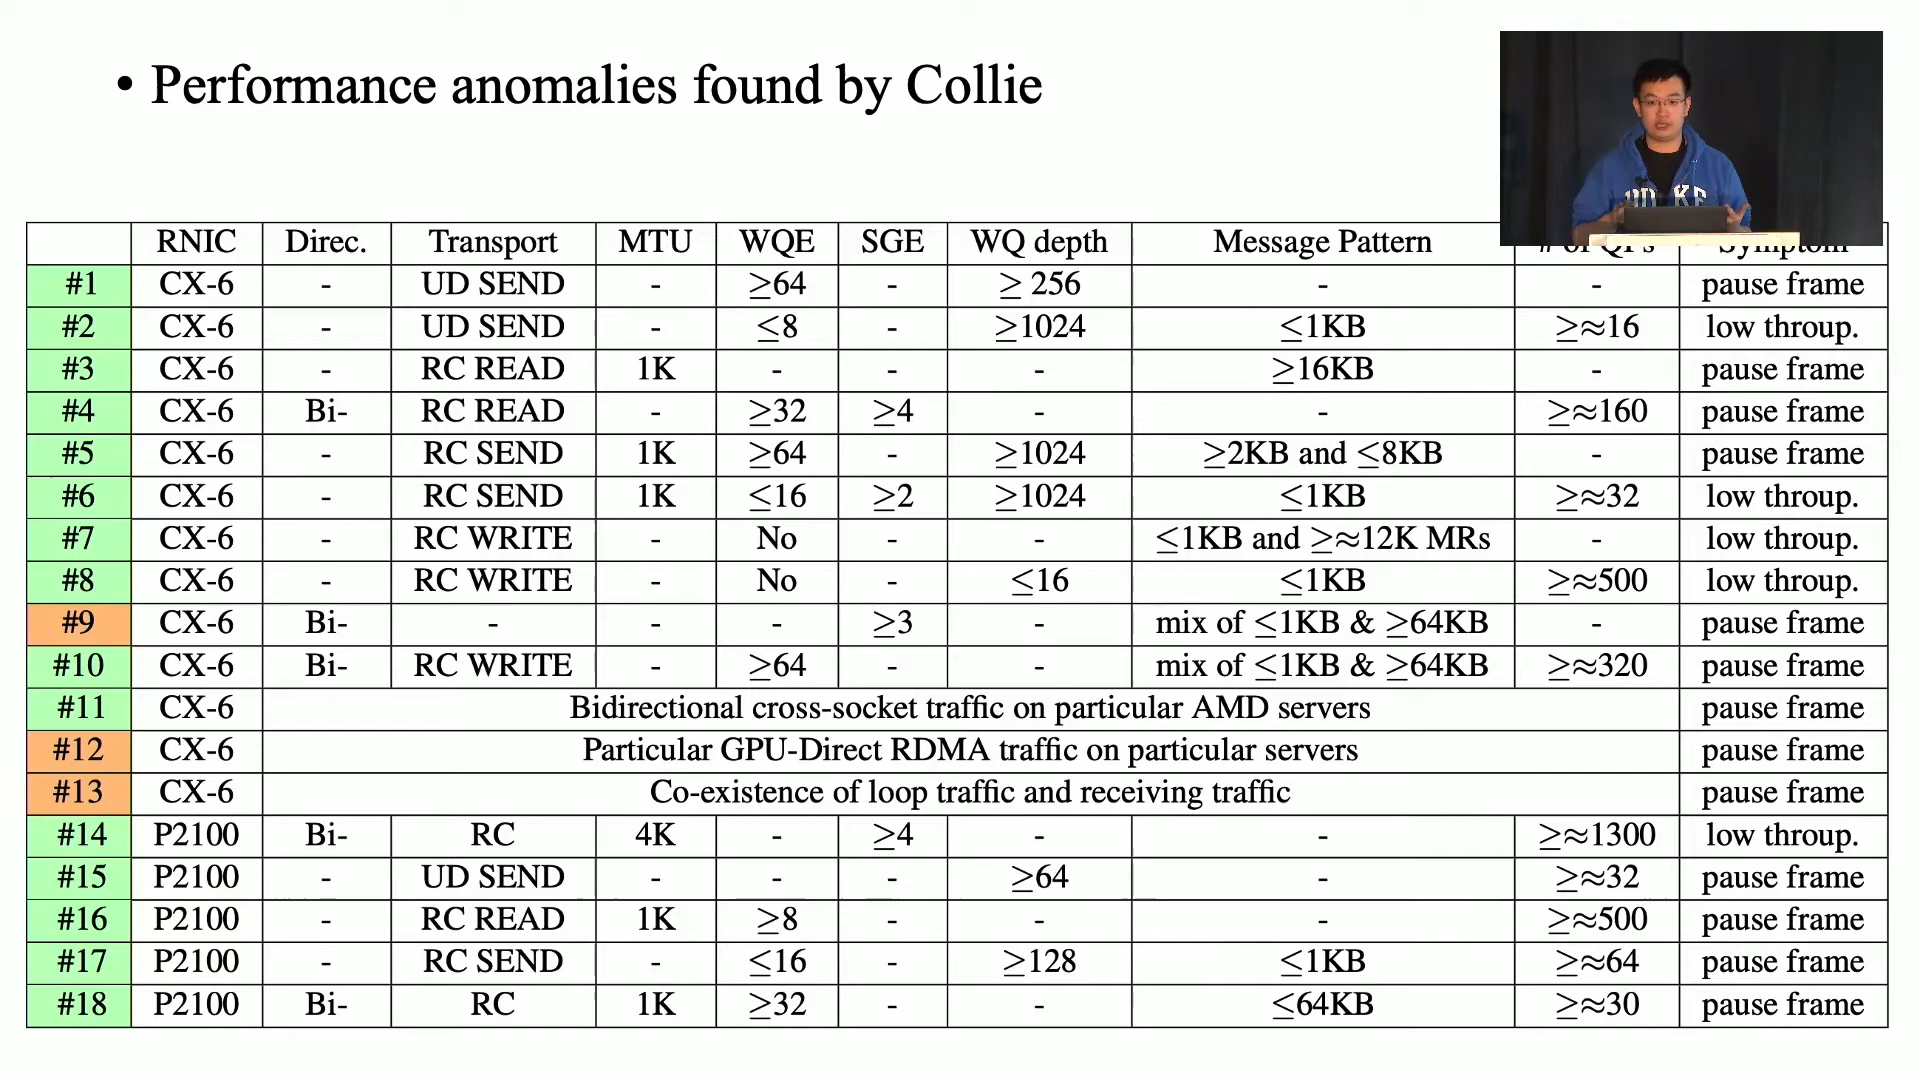 • Performance anomalies found by Collie
RNIC Direc. Transport MTU WQE SGE WQ depth Message Pattern # of QPs Symptom
#1 CX-6 - UD SEND - ≥64 - ≥ 256 - - pause frame
#2 CX-6 - UD SEND - ≤8 - ≥1024 ≤1KB ≥≈16 low throup.
#3 CX-6 - RC READ 1K - - - ≥16KB - pause frame
#4 CX-6 Bi- RC READ - ≥32 ≥4 - - ≥≈160 pause frame
#5 CX-6 - RC SEND 1K ≥64 - ≥1024 ≥2KB and ≤8KB - pause frame
#6 CX-6 - RC SEND 1K ≤16 ≥2 ≥1024 ≤1KB ≥≈32 low throup.
#7 CX-6 - RC WRITE - No - - ≤1KB and ≥≈12K MRs - low throup.
#8 CX-6 - RC WRITE - No - ≤16 ≤1KB ≥≈500 low throup.
#9 CX-6 Bi- - - - ≥3 - mix of ≤1KB & ≥64KB - pause frame
#10 CX-6 Bi- RC WRITE - ≥64 - - mix of ≤1KB & ≥64KB ≥≈320 pause frame
#11 CX-6 Bidirectional cross-socket traffic on particular AMD servers pause frame
#12 CX-6 Particular GPU-Direct RDMA traffic on particular servers pause frame
#13 CX-6 Co-existence of loop traffic and receiving traffic pause frame
#14 P2100 Bi- RC 4K - ≥4 - - ≥≈1300 low throup.
#15 P2100 - UD SEND - - - ≥64 - ≥≈32 pause frame
#16 P2100 - RC READ 1K ≥8 - - - ≥≈500 pause frame
#17 P2100 - RC SEND - ≤16 - ≥128 ≤1KB ≥≈64 pause frame
#18 P2100 Bi- RC 1K ≥32 - - ≤64KB ≥≈30 pause frame